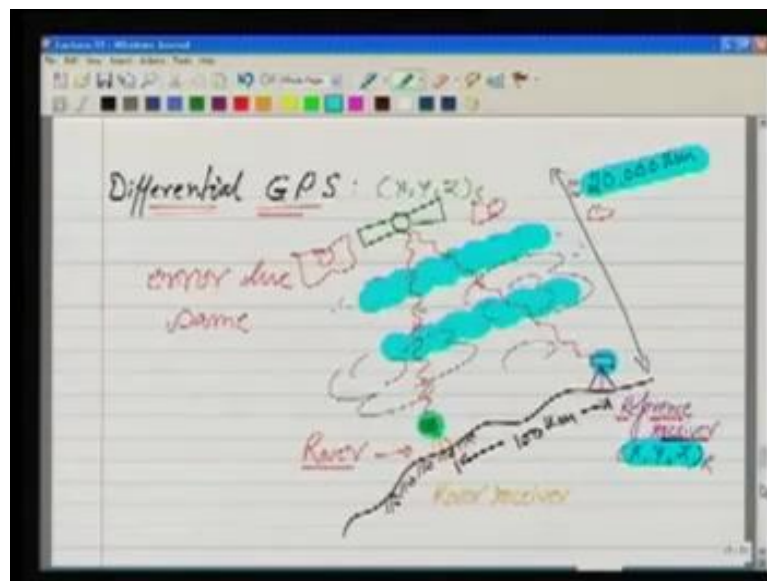 Differential GPS : (X, Y, Z)s
20,000 km
error due
same
Reference
receiver
(X, Y, Z)R
100 km
Rover
Rover receiver